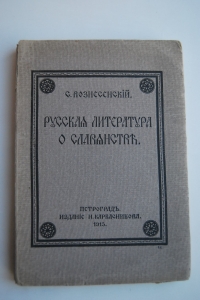 С. ВОЗНЕСЕНСКІЙ.
РУССКАЯ ЛИТЕРАТУРА
О СЛАВЯНСТВѢ.
ПЕТРОГРАДЪ.
ИЗДАНІЕ Н. КАРБАСНИКОВА.
1915.